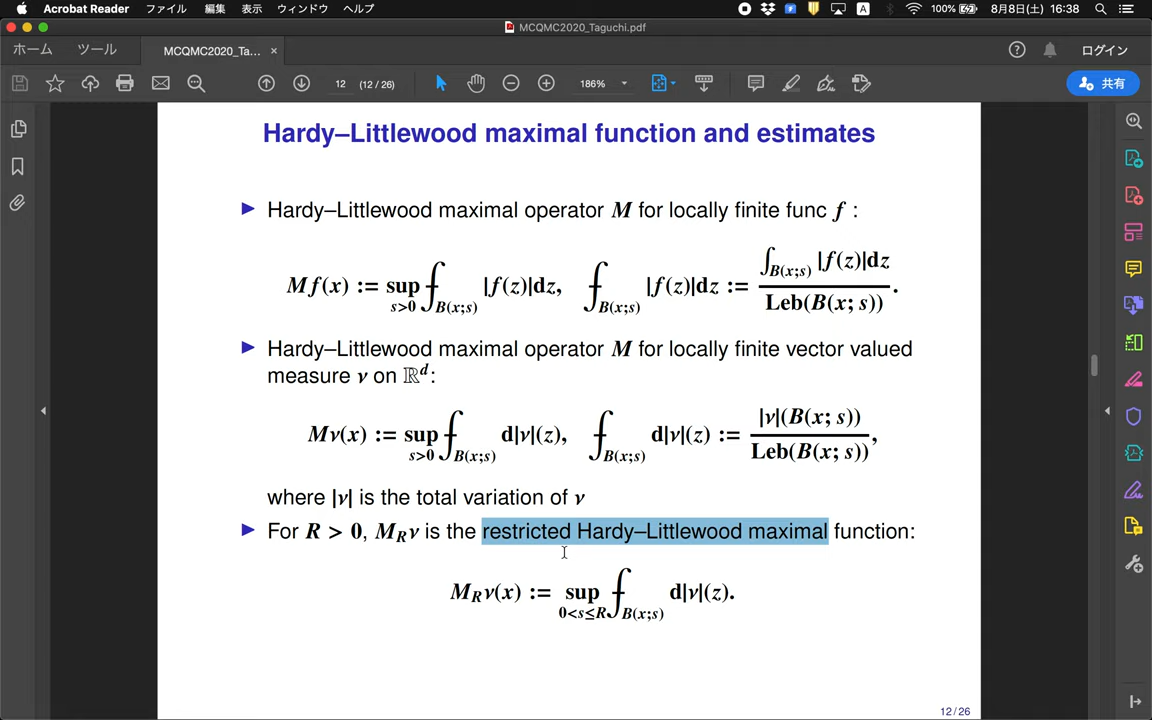 Acrobat Reader ファイル 編集 表示 ウィンドウ ヘルプ A 100% 8月8日(土) 16:38
MCQMC2020_Taguchi.pdf
ホーム ツール MCQMC2020_Ta... × ログイン
12 (12 / 26) 186% 共有
Hardy–Littlewood maximal function and estimates
▶ Hardy–Littlewood maximal operator M for locally finite func f :
Mf(x) := sup_{s>0} ⨍_{B(x;s)} |f(z)|dz, ⨍_{B(x;s)} |f(z)|dz := ∫_{B(x;s)} |f(z)|dz / Leb(B(x; s)).
▶ Hardy–Littlewood maximal operator M for locally finite vector valued
measure ν on ℝ^d:
Mν(x) := sup_{s>0} ⨍_{B(x;s)} d|ν|(z), ⨍_{B(x;s)} d|ν|(z) := |ν|(B(x; s)) / Leb(B(x; s)),
where |ν| is the total variation of ν
▶ For R > 0, M_R ν is the restricted Hardy–Littlewood maximal function:
M_R ν(x) := sup_{0<s≤R} ⨍_{B(x;s)} d|ν|(z).
12 / 26